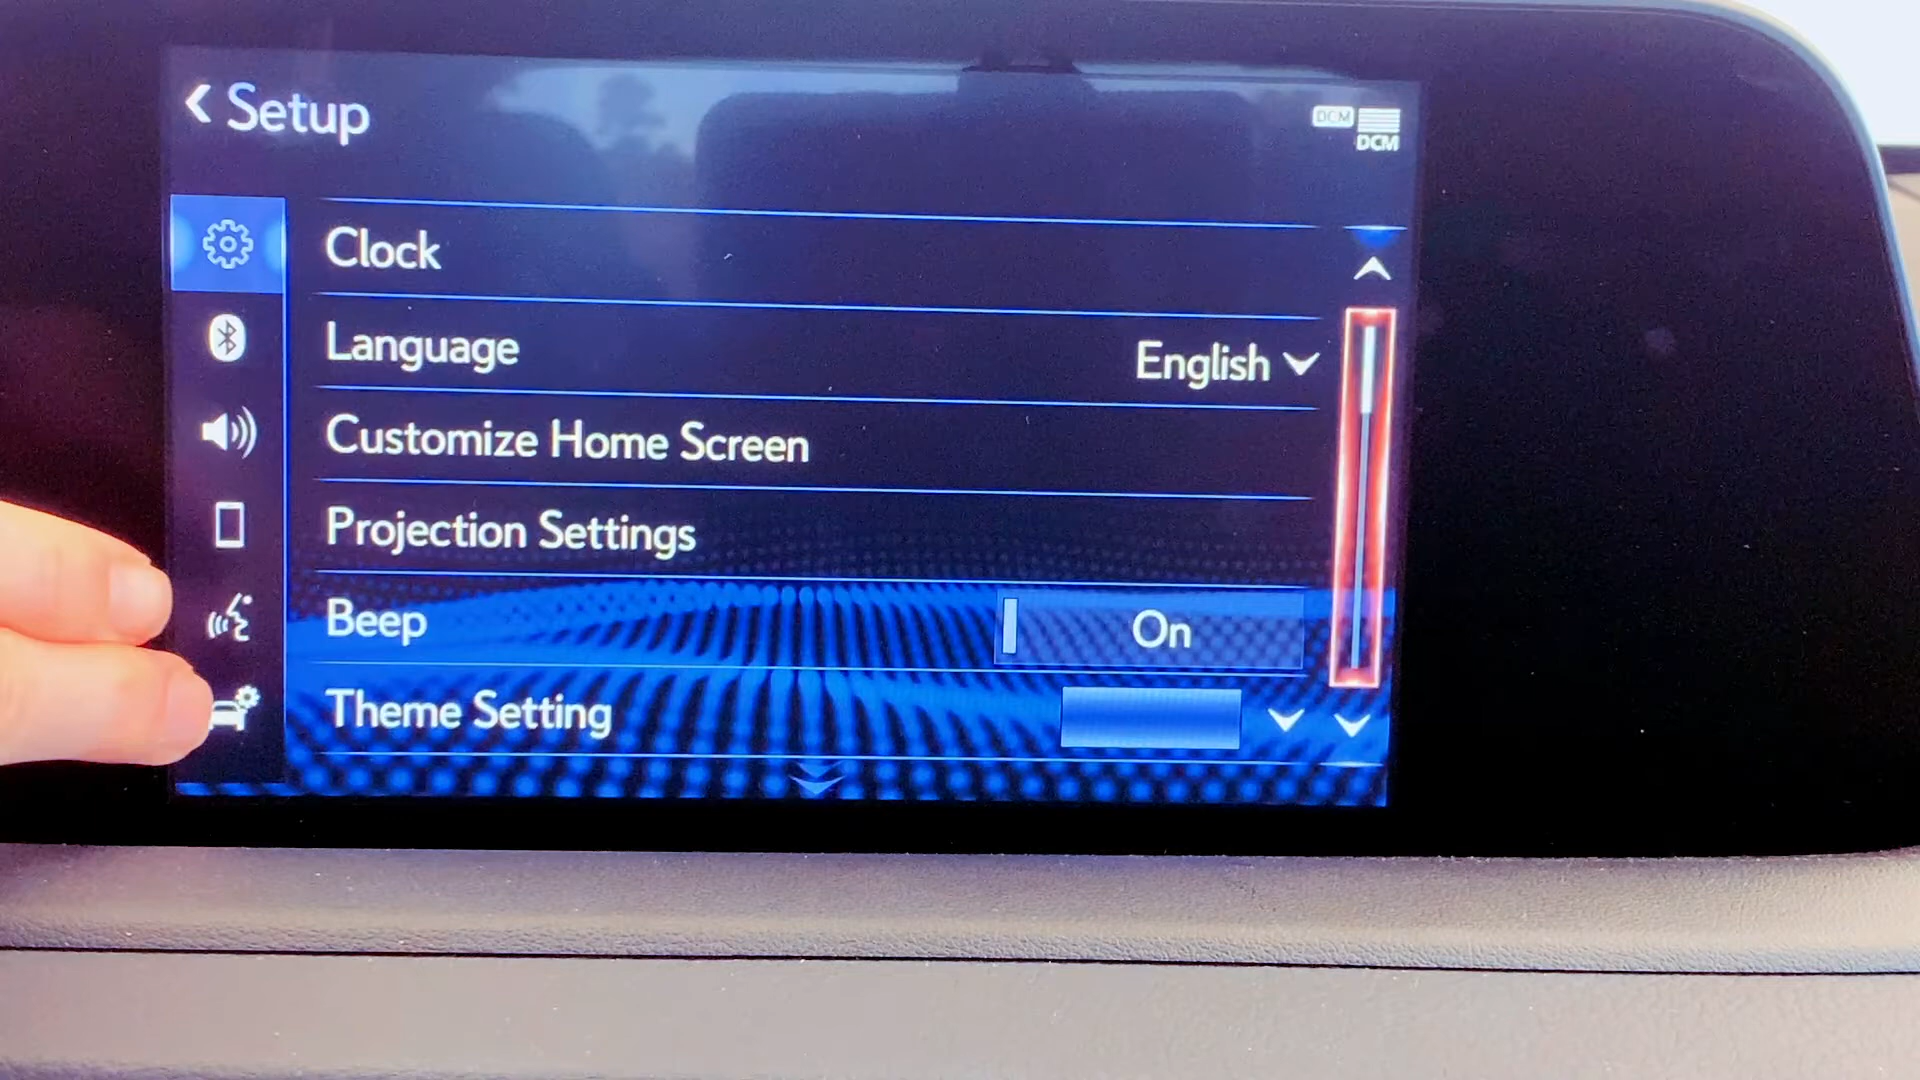 Setup
DCM
DCM
Clock
Language
English
Customize Home Screen
Projection Settings
Beep
On
Theme Setting